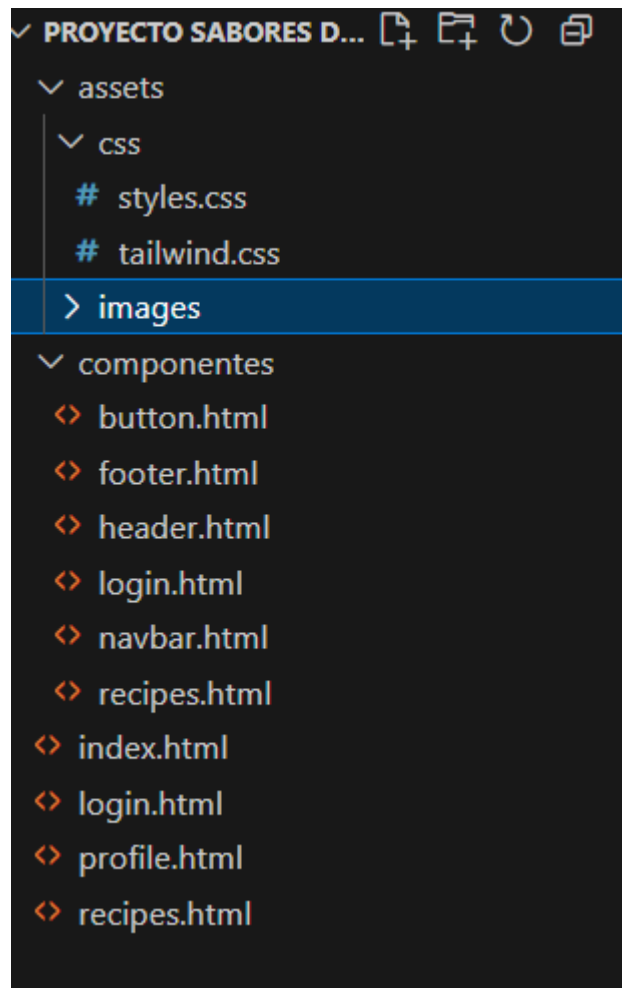 PROYECTO SABORES D...
assets
css
# styles.css
# tailwind.css
images
componentes
<> button.html
<> footer.html
<> header.html
<> login.html
<> navbar.html
<> recipes.html
<> index.html
<> login.html
<> profile.html
<> recipes.html